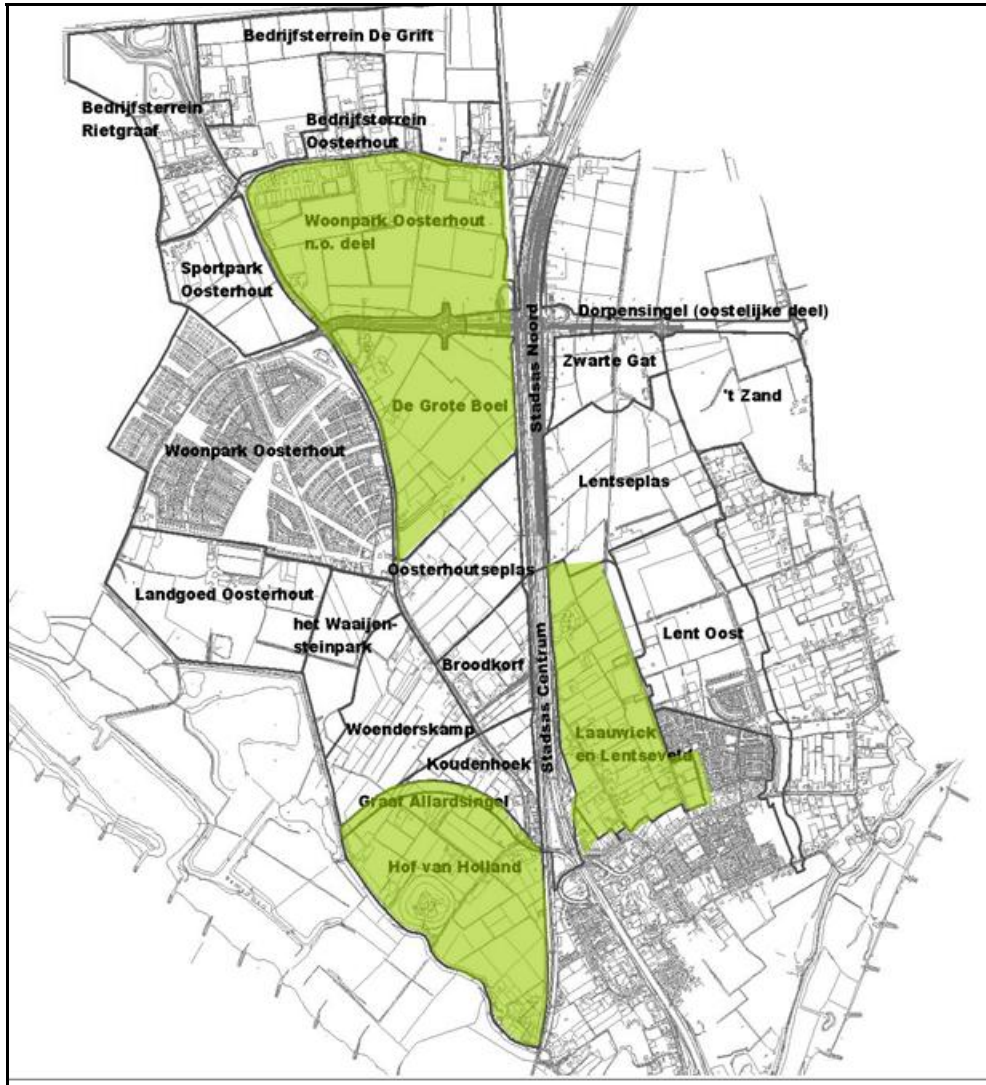 Bedrijfsterrein De Grift
Bedrijfsterrein
Rietgraaf
Bedrijfsterrein
Oosterhout
Woonpark Oosterhout
n.o. deel
Sportpark
Oosterhout
Stadsas Noord
Dorpensingel (oostelijke deel)
Zwarte Gat
't Zand
De Grote Boel
Woonpark Oosterhout
Lentseplas
Oosterhoutseplas
Landgoed Oosterhout
het Waaijen-
steinpark
Lent Oost
Broodkorf
Stadsas Centrum
Woenderskamp
Laauwick
en Lentseveld
Koudenhoek
Graaf Allardsingel
Hof van Holland